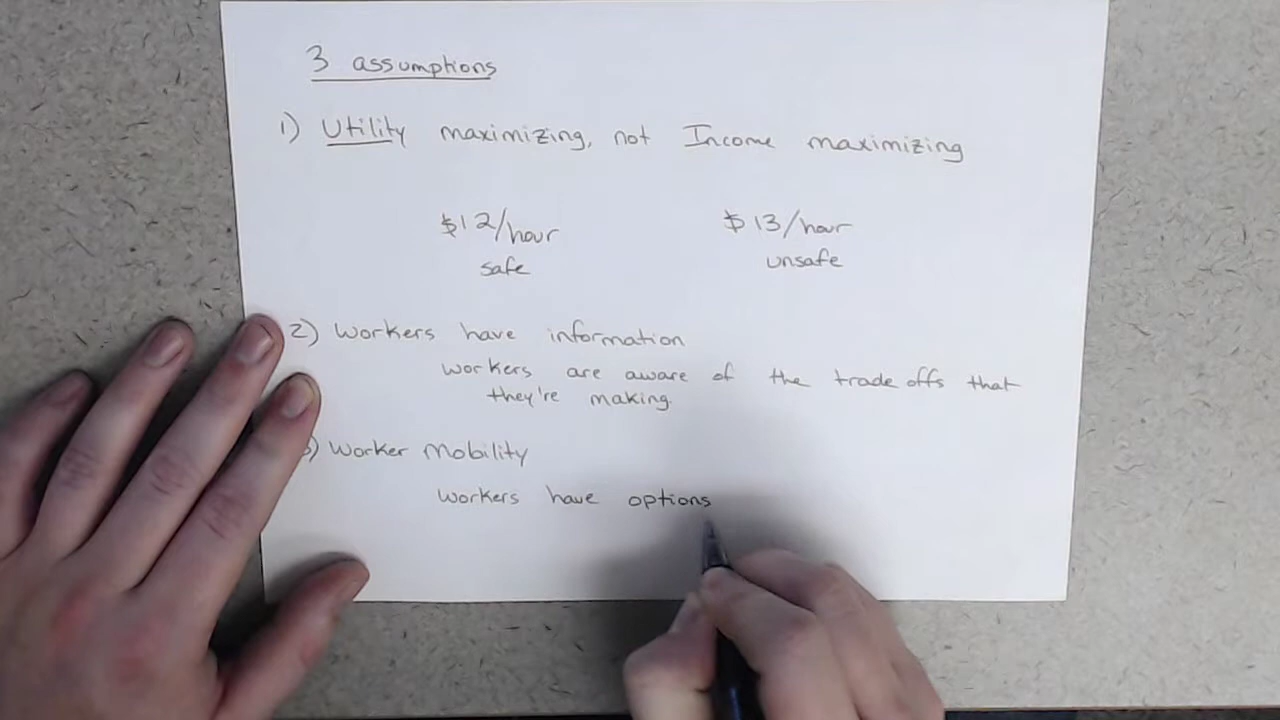 3 assumptions
1) Utility maximizing, not Income maximizing
$12/hour $13/hour
safe unsafe
2) Workers have information
Workers are aware of the trade offs that
they're making.
3) Worker Mobility
Workers have options